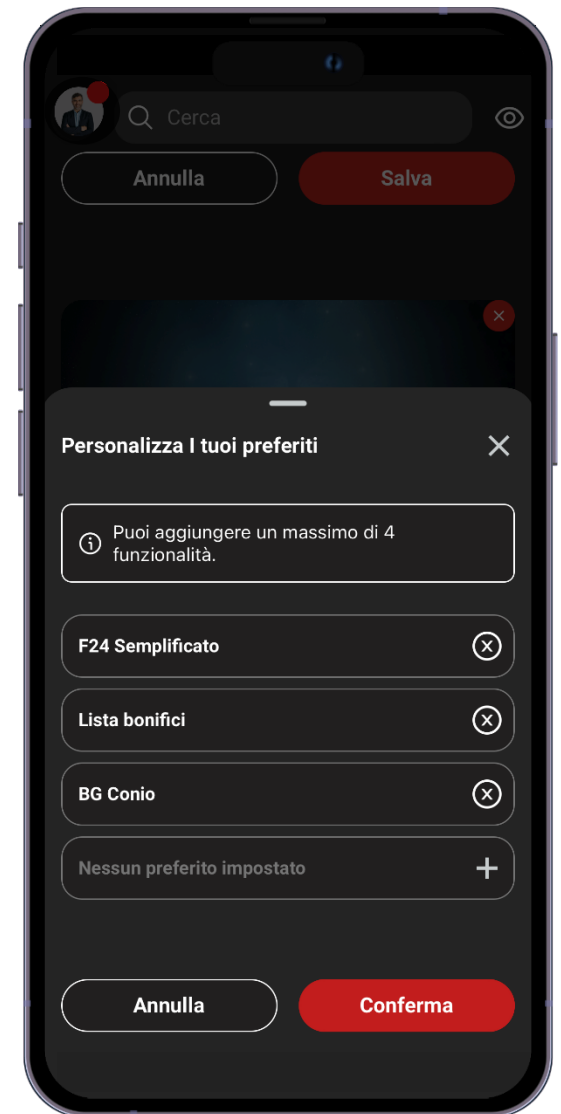 Cerca
Annulla
Salva
Personalizza I tuoi preferiti
Puoi aggiungere un massimo di 4
funzionalità.
F24 Semplificato
Lista bonifici
BG Conio
Nessun preferito impostato
Annulla
Conferma